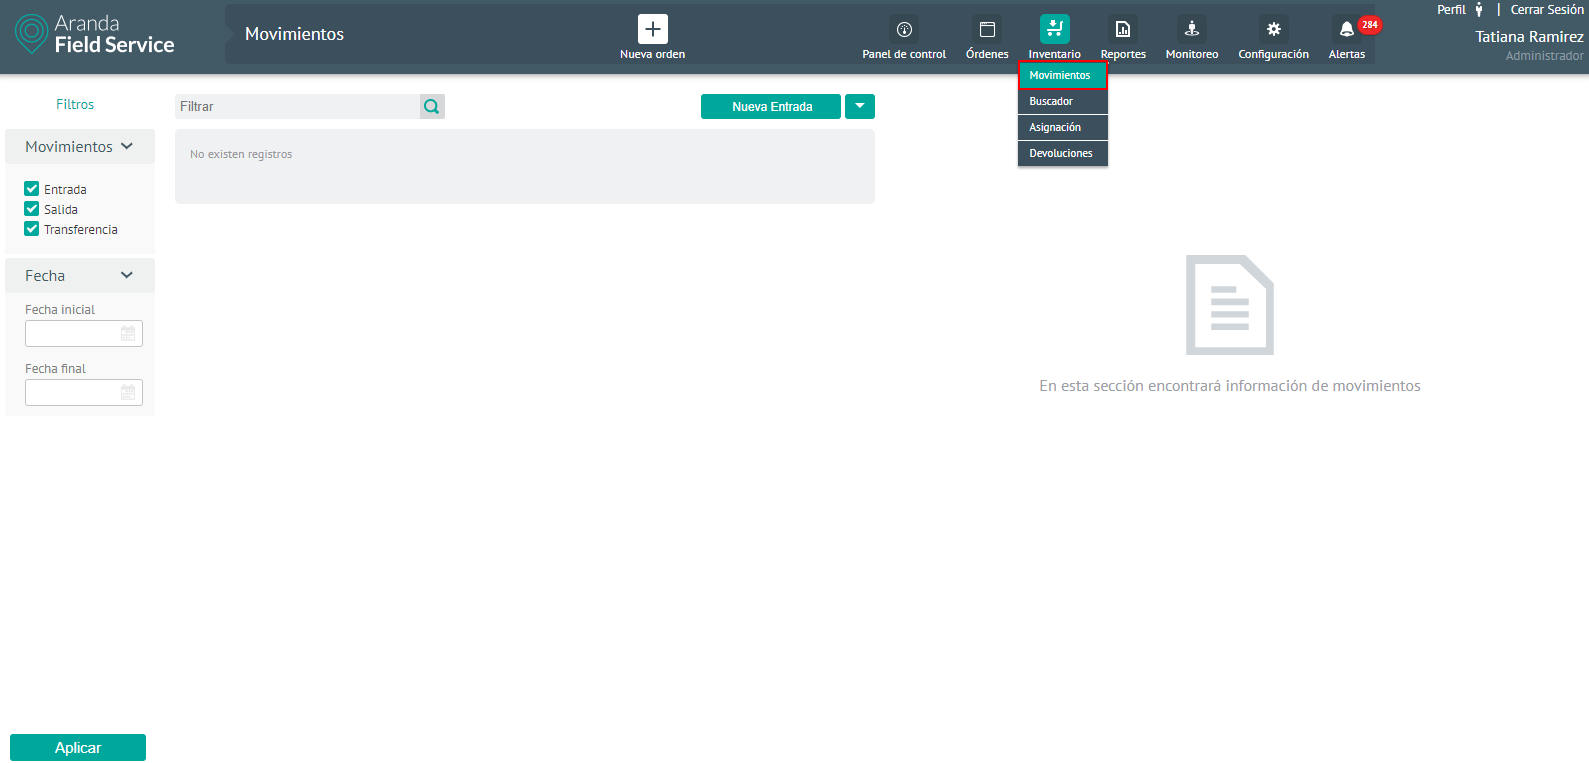 Aranda
Field Service
Movimientos
Nueva orden
Panel de control
Órdenes
Inventario
Reportes
Monitoreo
Configuración
Alertas
284
Perfil | Cerrar Sesión
Tatiana Ramirez
Administrador
Movimientos
Buscador
Asignación
Devoluciones
Filtros
Movimientos
Entrada
Salida
Transferencia
Fecha
Fecha inicial
Fecha final
Aplicar
Filtrar
Nueva Entrada
No existen registros
En esta sección encontrará información de movimientos